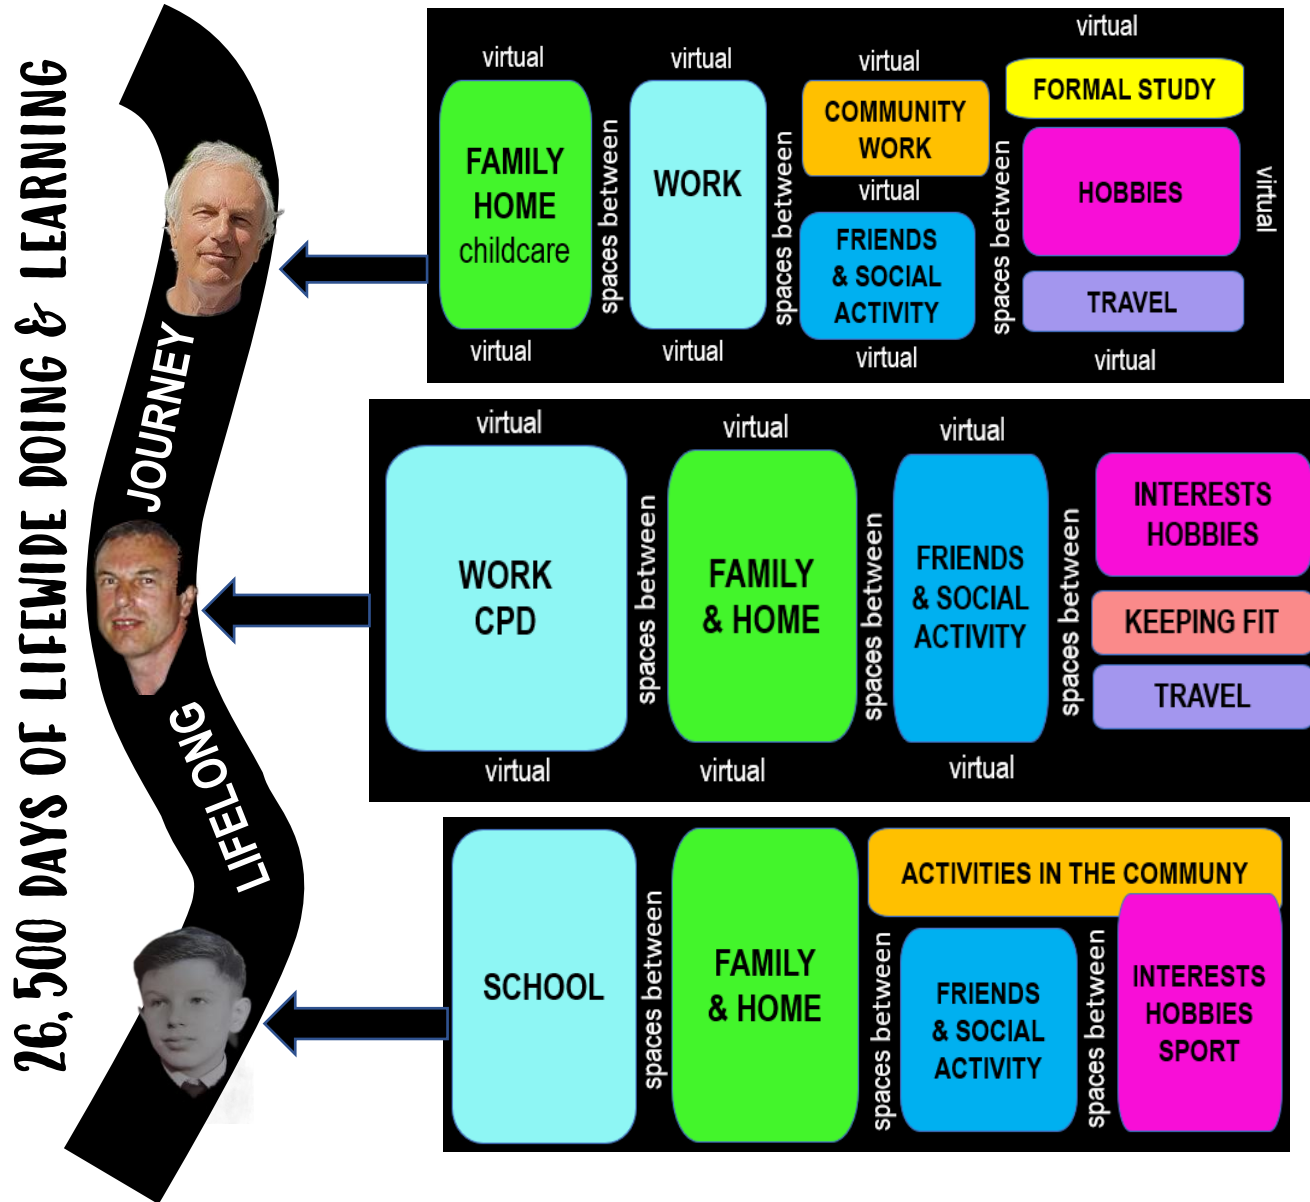 26,500 DAYS OF LIFEWIDE DOING & LEARNING
JOURNEY
LIFELONG
virtual
virtual
virtual
virtual
FAMILY
HOME
childcare
spaces between
WORK
spaces between
COMMUNITY
WORK
virtual
FRIENDS
& SOCIAL
ACTIVITY
spaces between
FORMAL STUDY
HOBBIES
TRAVEL
virtual
virtual
virtual
virtual
virtual
virtual
virtual
virtual
WORK
CPD
spaces between
FAMILY
& HOME
spaces between
FRIENDS
& SOCIAL
ACTIVITY
spaces between
INTERESTS
HOBBIES
KEEPING FIT
TRAVEL
virtual
virtual
virtual
SCHOOL
spaces between
FAMILY
& HOME
ACTIVITIES IN THE COMMUNY
spaces between
FRIENDS
& SOCIAL
ACTIVITY
spaces between
INTERESTS
HOBBIES
SPORT